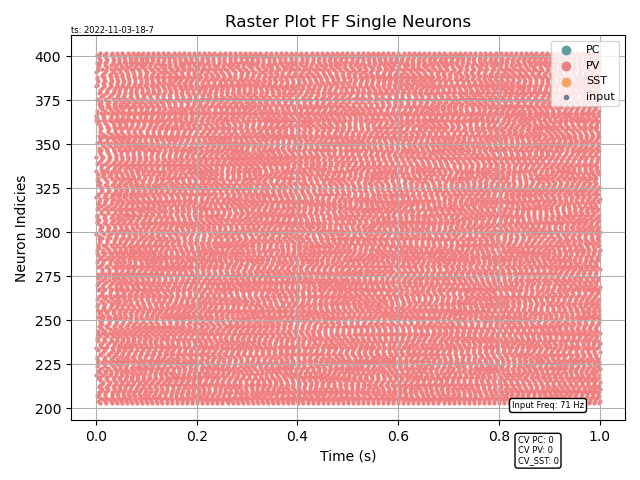 Raster Plot FF Single Neurons
ts: 2022-11-03-18-7
PC
PV
SST
input
400
375
350
325
300
275
250
225
200
Neuron Indicies
Input Freq: 71 Hz
0.0 0.2 0.4 0.6 0.8 1.0
Time (s)
CV PC: 0
CV PV: 0
CV_SST: 0